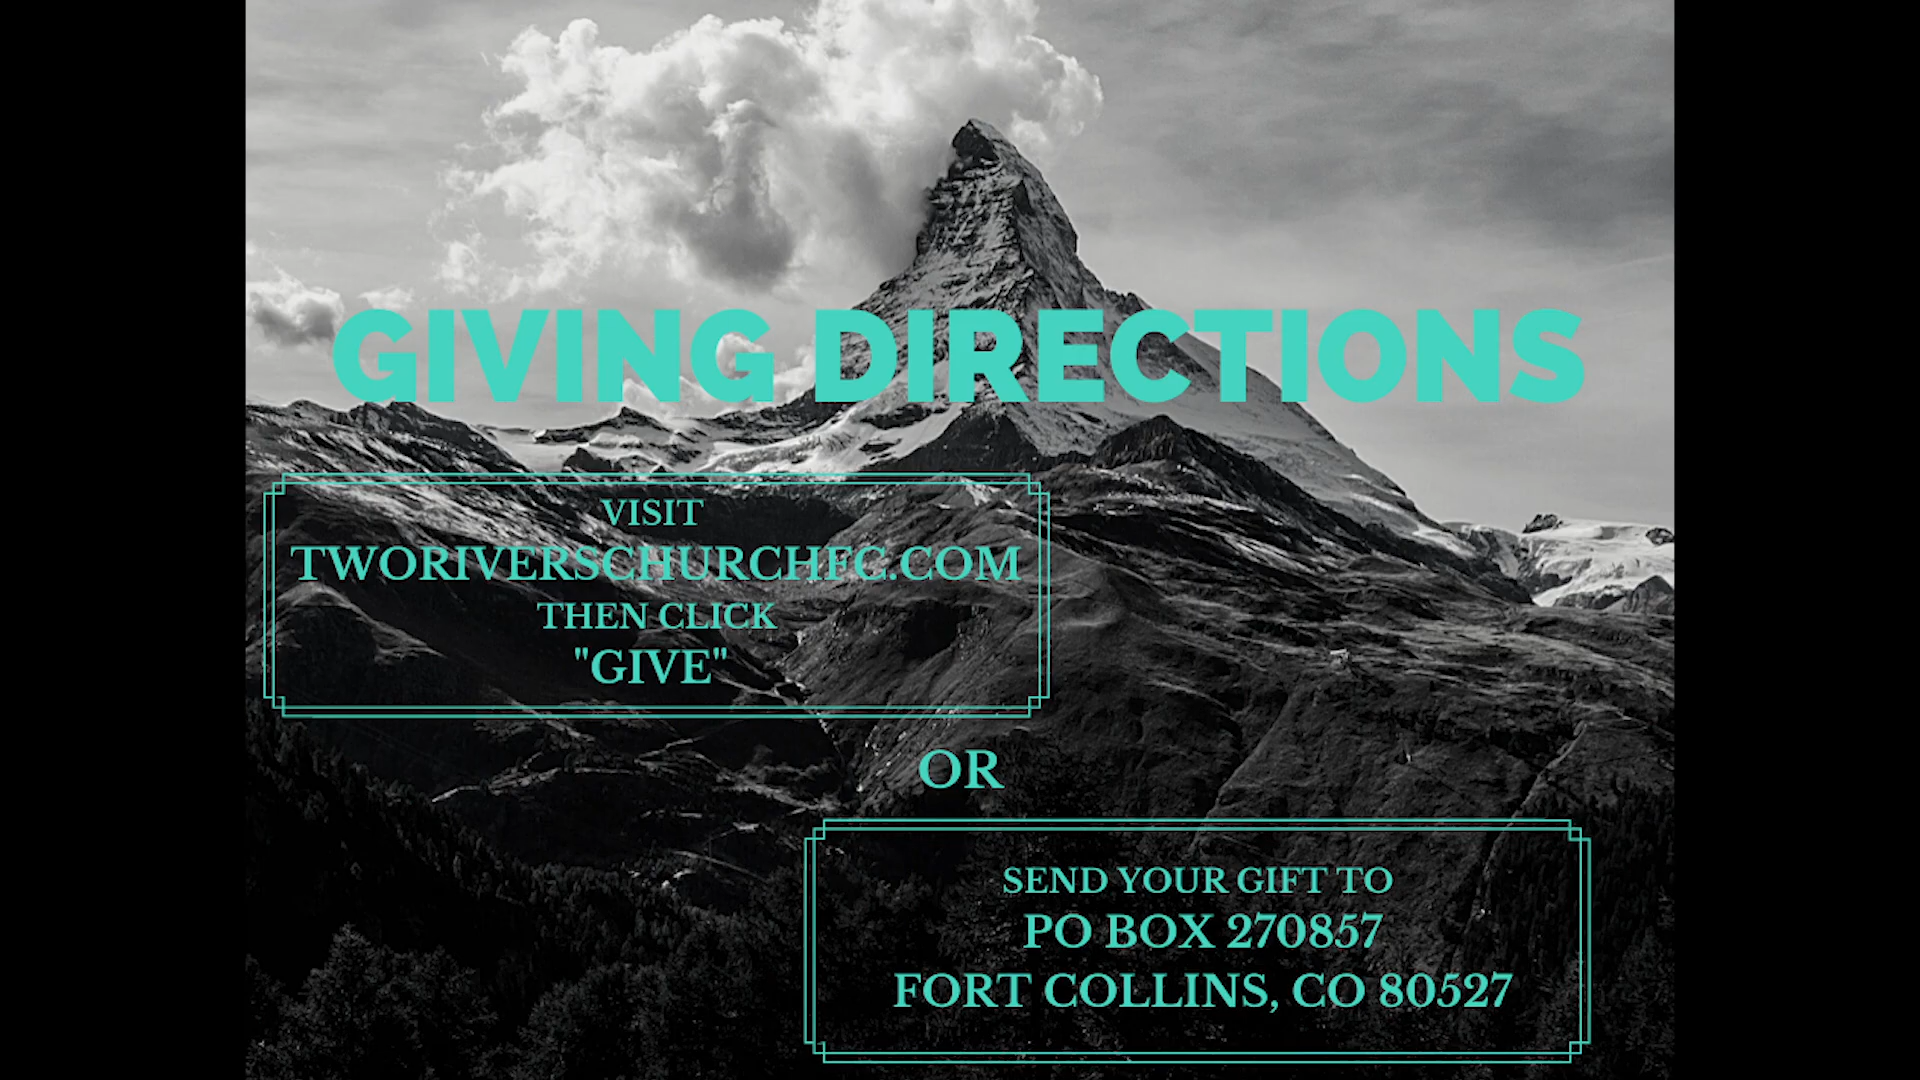 GIVING DIRECTIONS
VISIT
TWORIVERSCHURCHFC.COM
THEN CLICK
"GIVE"
OR
SEND YOUR GIFT TO
PO BOX 270857
FORT COLLINS, CO 80527